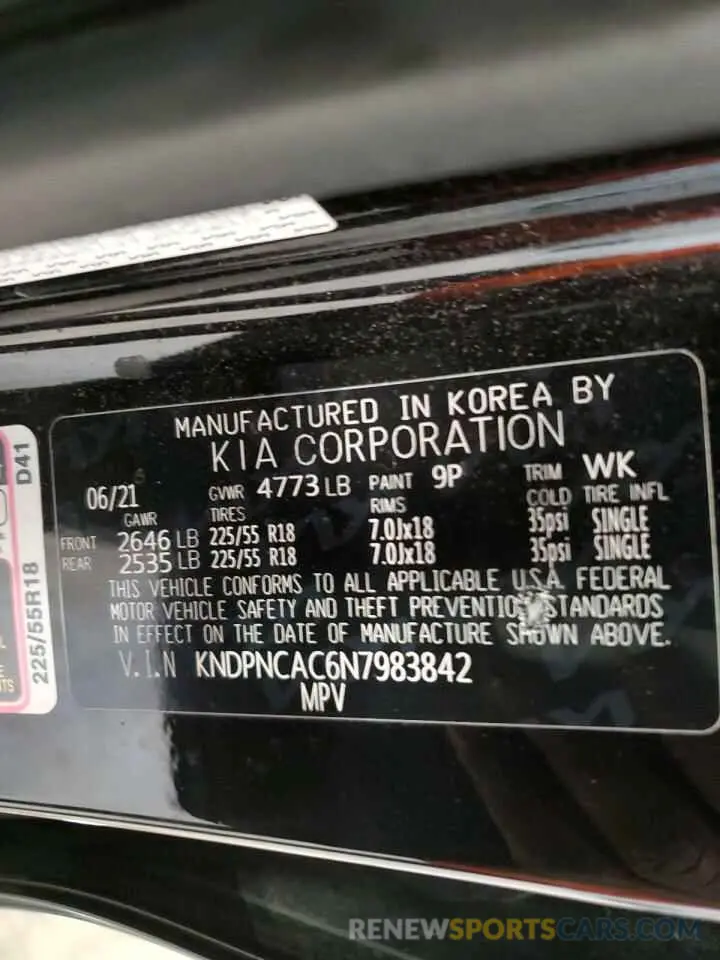 MANUFACTURED IN KOREA BY
KIA CORPORATION
06/21 GVWR 4773 LB PAINT 9P TRIM WK
GAWR TIRES RIMS COLD TIRE INFL
FRONT 2646 LB 225/55 R18 7.0Jx18 35psi SINGLE
REAR 2535 LB 225/55 R18 7.0Jx18 35psi SINGLE
THIS VEHICLE CONFORMS TO ALL APPLICABLE U.S.A. FEDERAL
MOTOR VEHICLE SAFETY AND THEFT PREVENTION STANDARDS
IN EFFECT ON THE DATE OF MANUFACTURE SHOWN ABOVE.
V.I.N KNDPNCAC6N7983842
MPV
D41
225/55R18
RENEWSPORTSCARS.COM